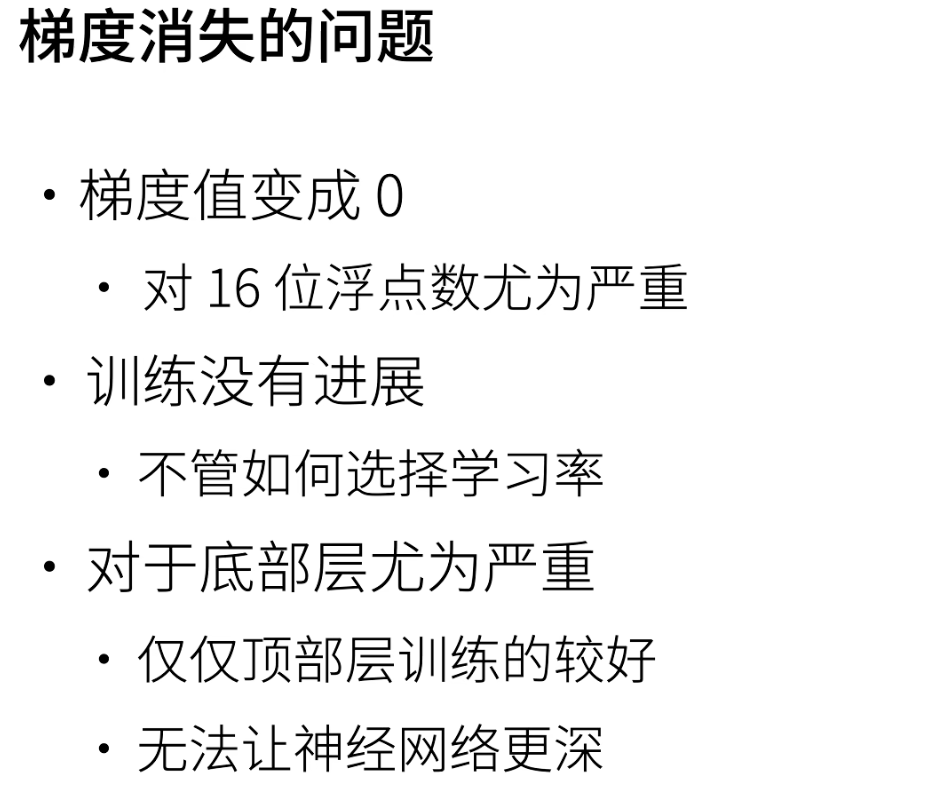 梯度消失的问题
• 梯度值变成 0
• 对 16 位浮点数尤为严重
• 训练没有进展
• 不管如何选择学习率
• 对于底部层尤为严重
• 仅仅顶部层训练的较好
• 无法让神经网络更深